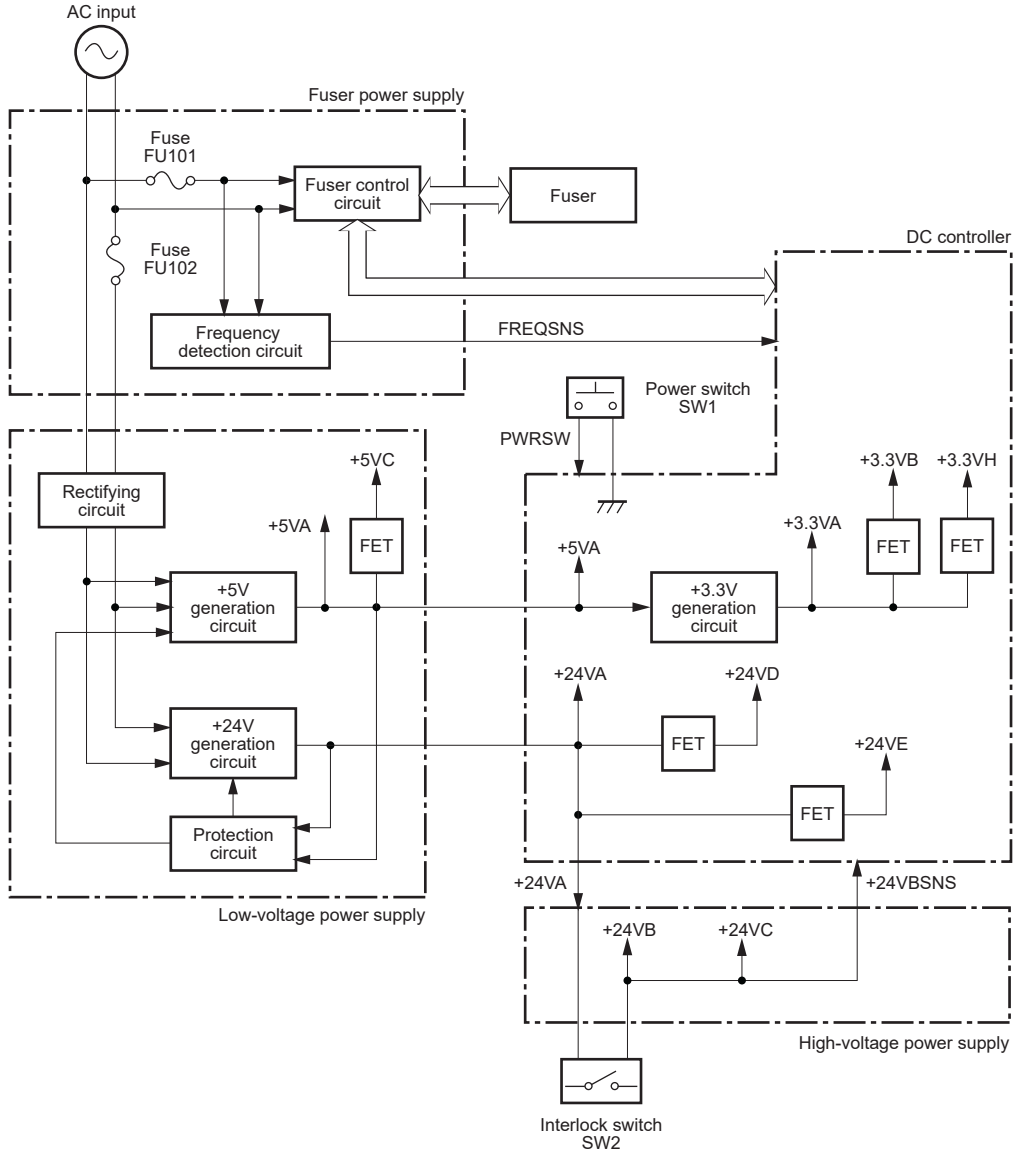 AC input
Fuser power supply
Fuse
FU101
Fuser control
circuit
Fuser
Fuse
FU102
DC controller
Frequency
detection circuit
FREQSNS
Power switch
SW1
PWRSW
+5VC
+3.3VB
+3.3VH
Rectifying
circuit
+5VA
FET
+5VA
+3.3VA
FET
FET
+5V
generation
circuit
+3.3V
generation
circuit
+24VA
+24VD
+24V
generation
circuit
FET
+24VE
FET
Protection
circuit
+24VA
+24VBSNS
Low-voltage power supply
+24VB
+24VC
High-voltage power supply
Interlock switch
SW2